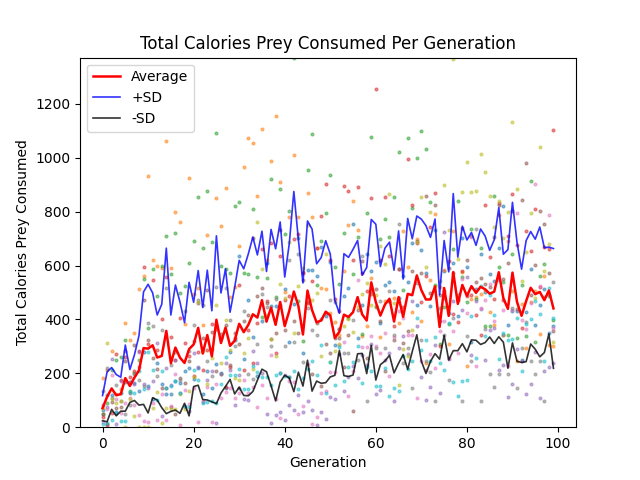 Total Calories Prey Consumed Per Generation
Average
+SD
-SD
Total Calories Prey Consumed
1200
1000
800
600
400
200
0
0 20 40 60 80 100
Generation